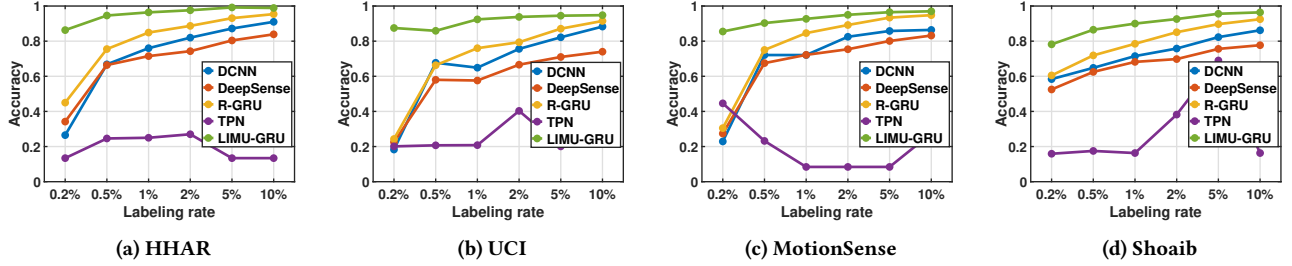 Accuracy
1
0.8
0.6
0.4
0.2
0
DCNN
DeepSense
R-GRU
TPN
LIMU-GRU
0.2% 0.5% 1% 2% 5% 10%
Labeling rate
(a) HHAR
Accuracy
1
0.8
0.6
0.4
0.2
0
DCNN
DeepSense
R-GRU
TPN
LIMU-GRU
0.2% 0.5% 1% 2% 5% 10%
Labeling rate
(b) UCI
Accuracy
1
0.8
0.6
0.4
0.2
0
DCNN
DeepSense
R-GRU
TPN
LIMU-GRU
0.2% 0.5% 1% 2% 5% 10%
Labeling rate
(c) MotionSense
Accuracy
1
0.8
0.6
0.4
0.2
0
DCNN
DeepSense
R-GRU
TPN
LIMU-GRU
0.2% 0.5% 1% 2% 5% 10%
Labeling rate
(d) Shoaib